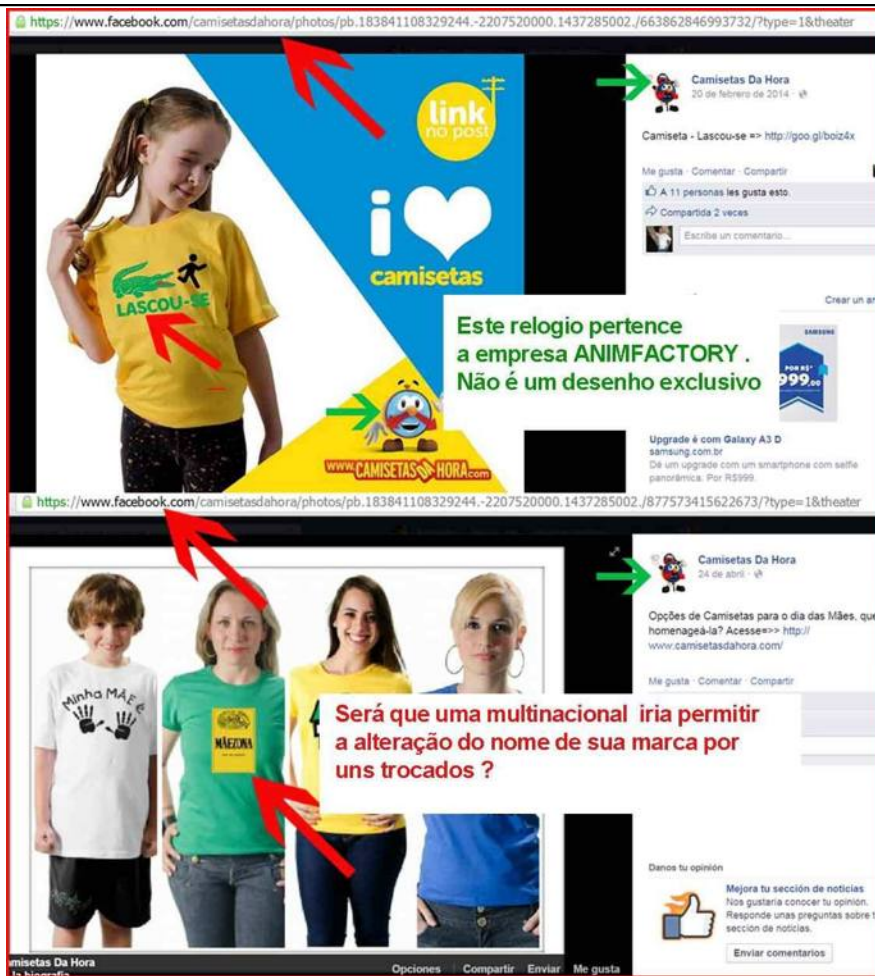 https://www.facebook.com/camisetasdahora/photos/pb.183841108329244.-2207520000.1437285002./663862846993732/?type=1&theater
link
no post
i
camisetas
LASCOU-SE
www.CAMISETASDAHORA.com
Camisetas Da Hora
20 de febrero de 2014 ·
Camiseta - Lascou-se => http://goo.gl/boiz4x
Me gusta · Comentar · Compartir
A 11 personas les gusta esto.
Compartida 2 veces
Escribe un comentario...
Este relogio pertence
a empresa ANIMFACTORY .
Não é um desenho exclusivo
Crear un an
SAMSUNG
POR R$
999,00
Upgrade é com Galaxy A3 D
samsung.com.br
Dê um upgrade com um smartphone com selfie
panorâmica. Por R$999.
https://www.facebook.com/camisetasdahora/photos/pb.183841108329244.-2207520000.1437285002./877573415622673/?type=1&theater
Minha MÃE é
MÃEZONA
Será que uma multinacional iria permitir
a alteração do nome de sua marca por
uns trocados ?
Camisetas Da Hora
24 de abril ·
Opções de Camisetas para o dia das Mães, que
homenageá-la? Acesse=>> http://
www.camisetasdahora.com/
Me gusta · Comentar · Compartir
Danos tu opinión
Mejora tu sección de noticias
Nos gustaría conocer tu opinión.
Responde unas preguntas sobre t
sección de noticias.
Enviar comentarios
misetas Da Hora
la biografía
Opciones Compartir Enviar Me gusta